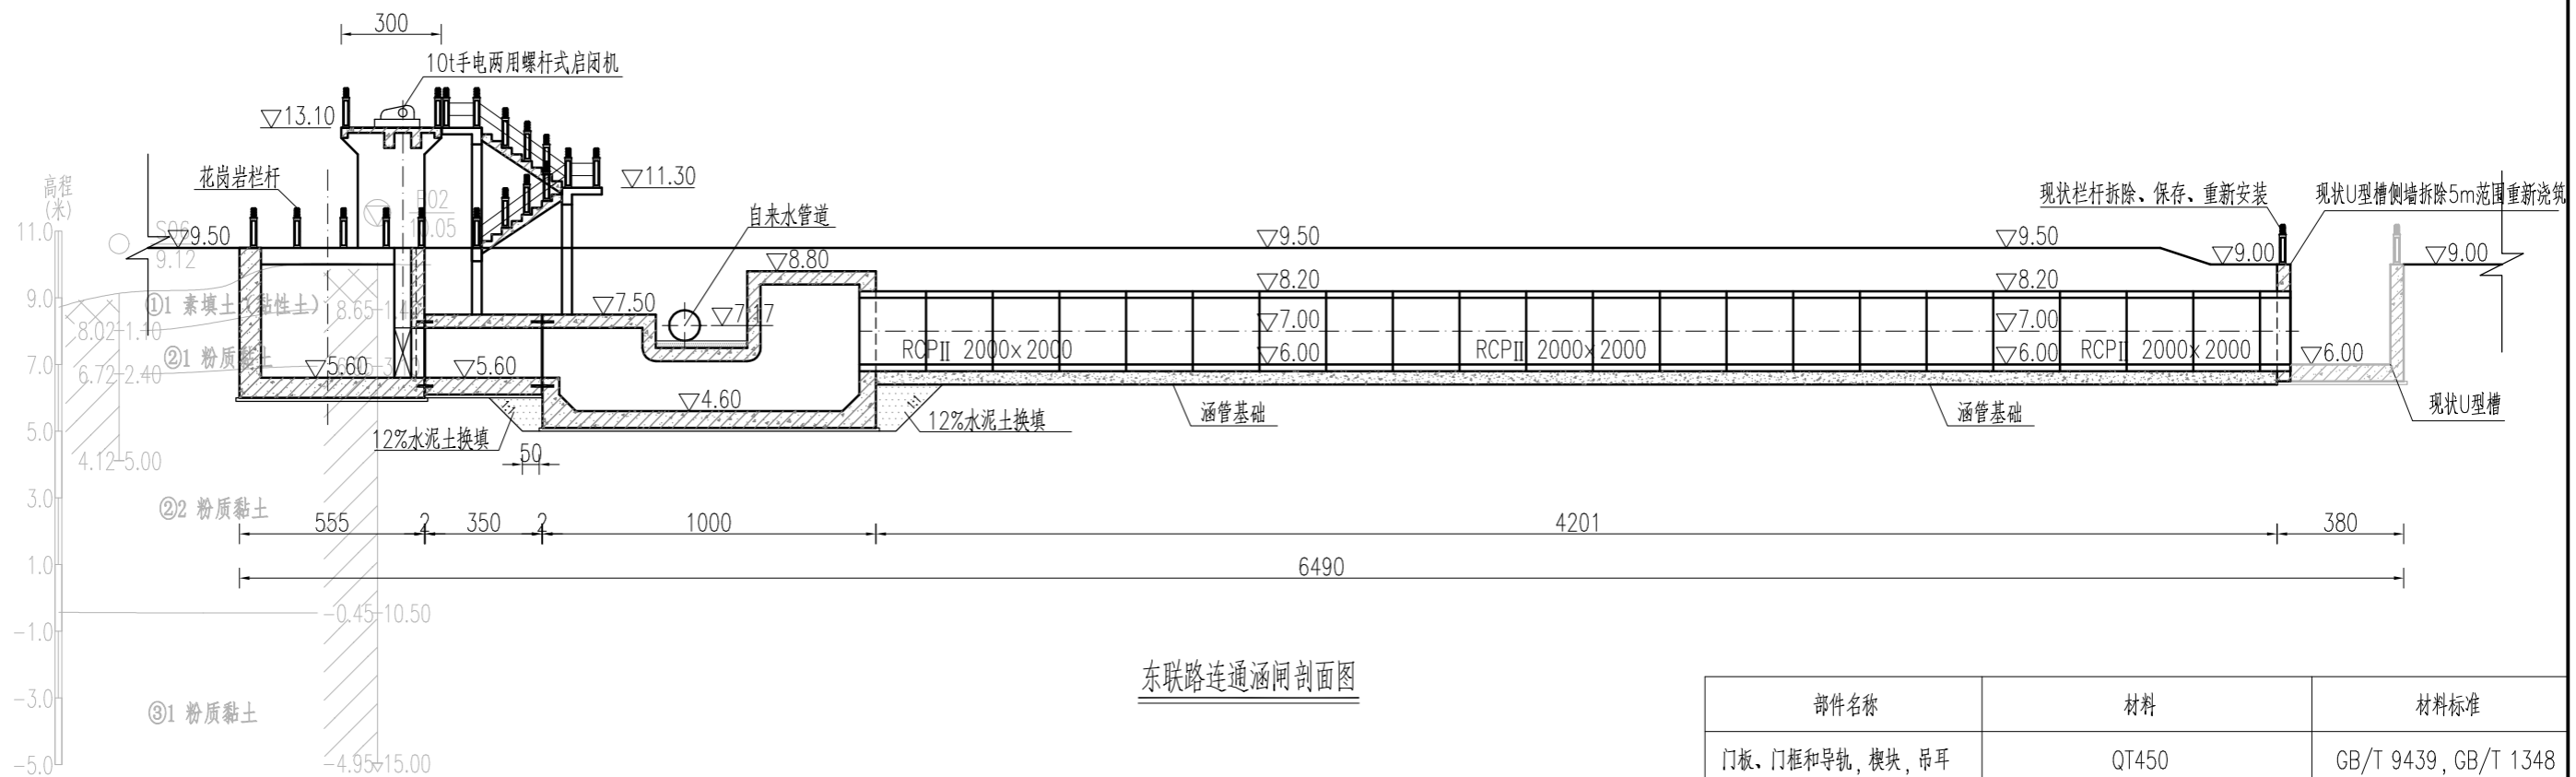 300
10t手电两用螺杆式启闭机
▽13.10
花岗岩栏杆
▽11.30
自来水管道
现状栏杆拆除、保存、重新安装
现状U型槽侧墙拆除5m范围重新浇筑
高程
(米)
11.0
9.0
7.0
5.0
3.0
1.0
-1.0
-3.0
-5.0
9.12
10.05
▽9.50
▽9.50
▽9.50
▽9.00
▽9.00
▽8.80
▽8.20
▽8.20
▽7.50
▽7.00
▽7.00
▽6.00
▽6.00
▽6.00
RCPⅡ 2000×2000
RCPⅡ 2000×2000
RCPⅡ 2000×2000
①1 素填土(黏性土)
8.02-1.10
②1 粉质黏土
6.72-2.40
▽5.60
▽5.60
▽4.60
1:1
1:1
12%水泥土换填
12%水泥土换填
涵管基础
涵管基础
现状U型槽
4.12-5.00
50
②2 粉质黏土
555
2
350
2
1000
4201
380
6490
-0.45-10.50
③1 粉质黏土
-4.95-15.00
东联路连通涵闸剖面图
部件名称 材料 材料标准
门板、门框和导轨, 楔块, 吊耳 QT450 GB/T 9439, GB/T 1348